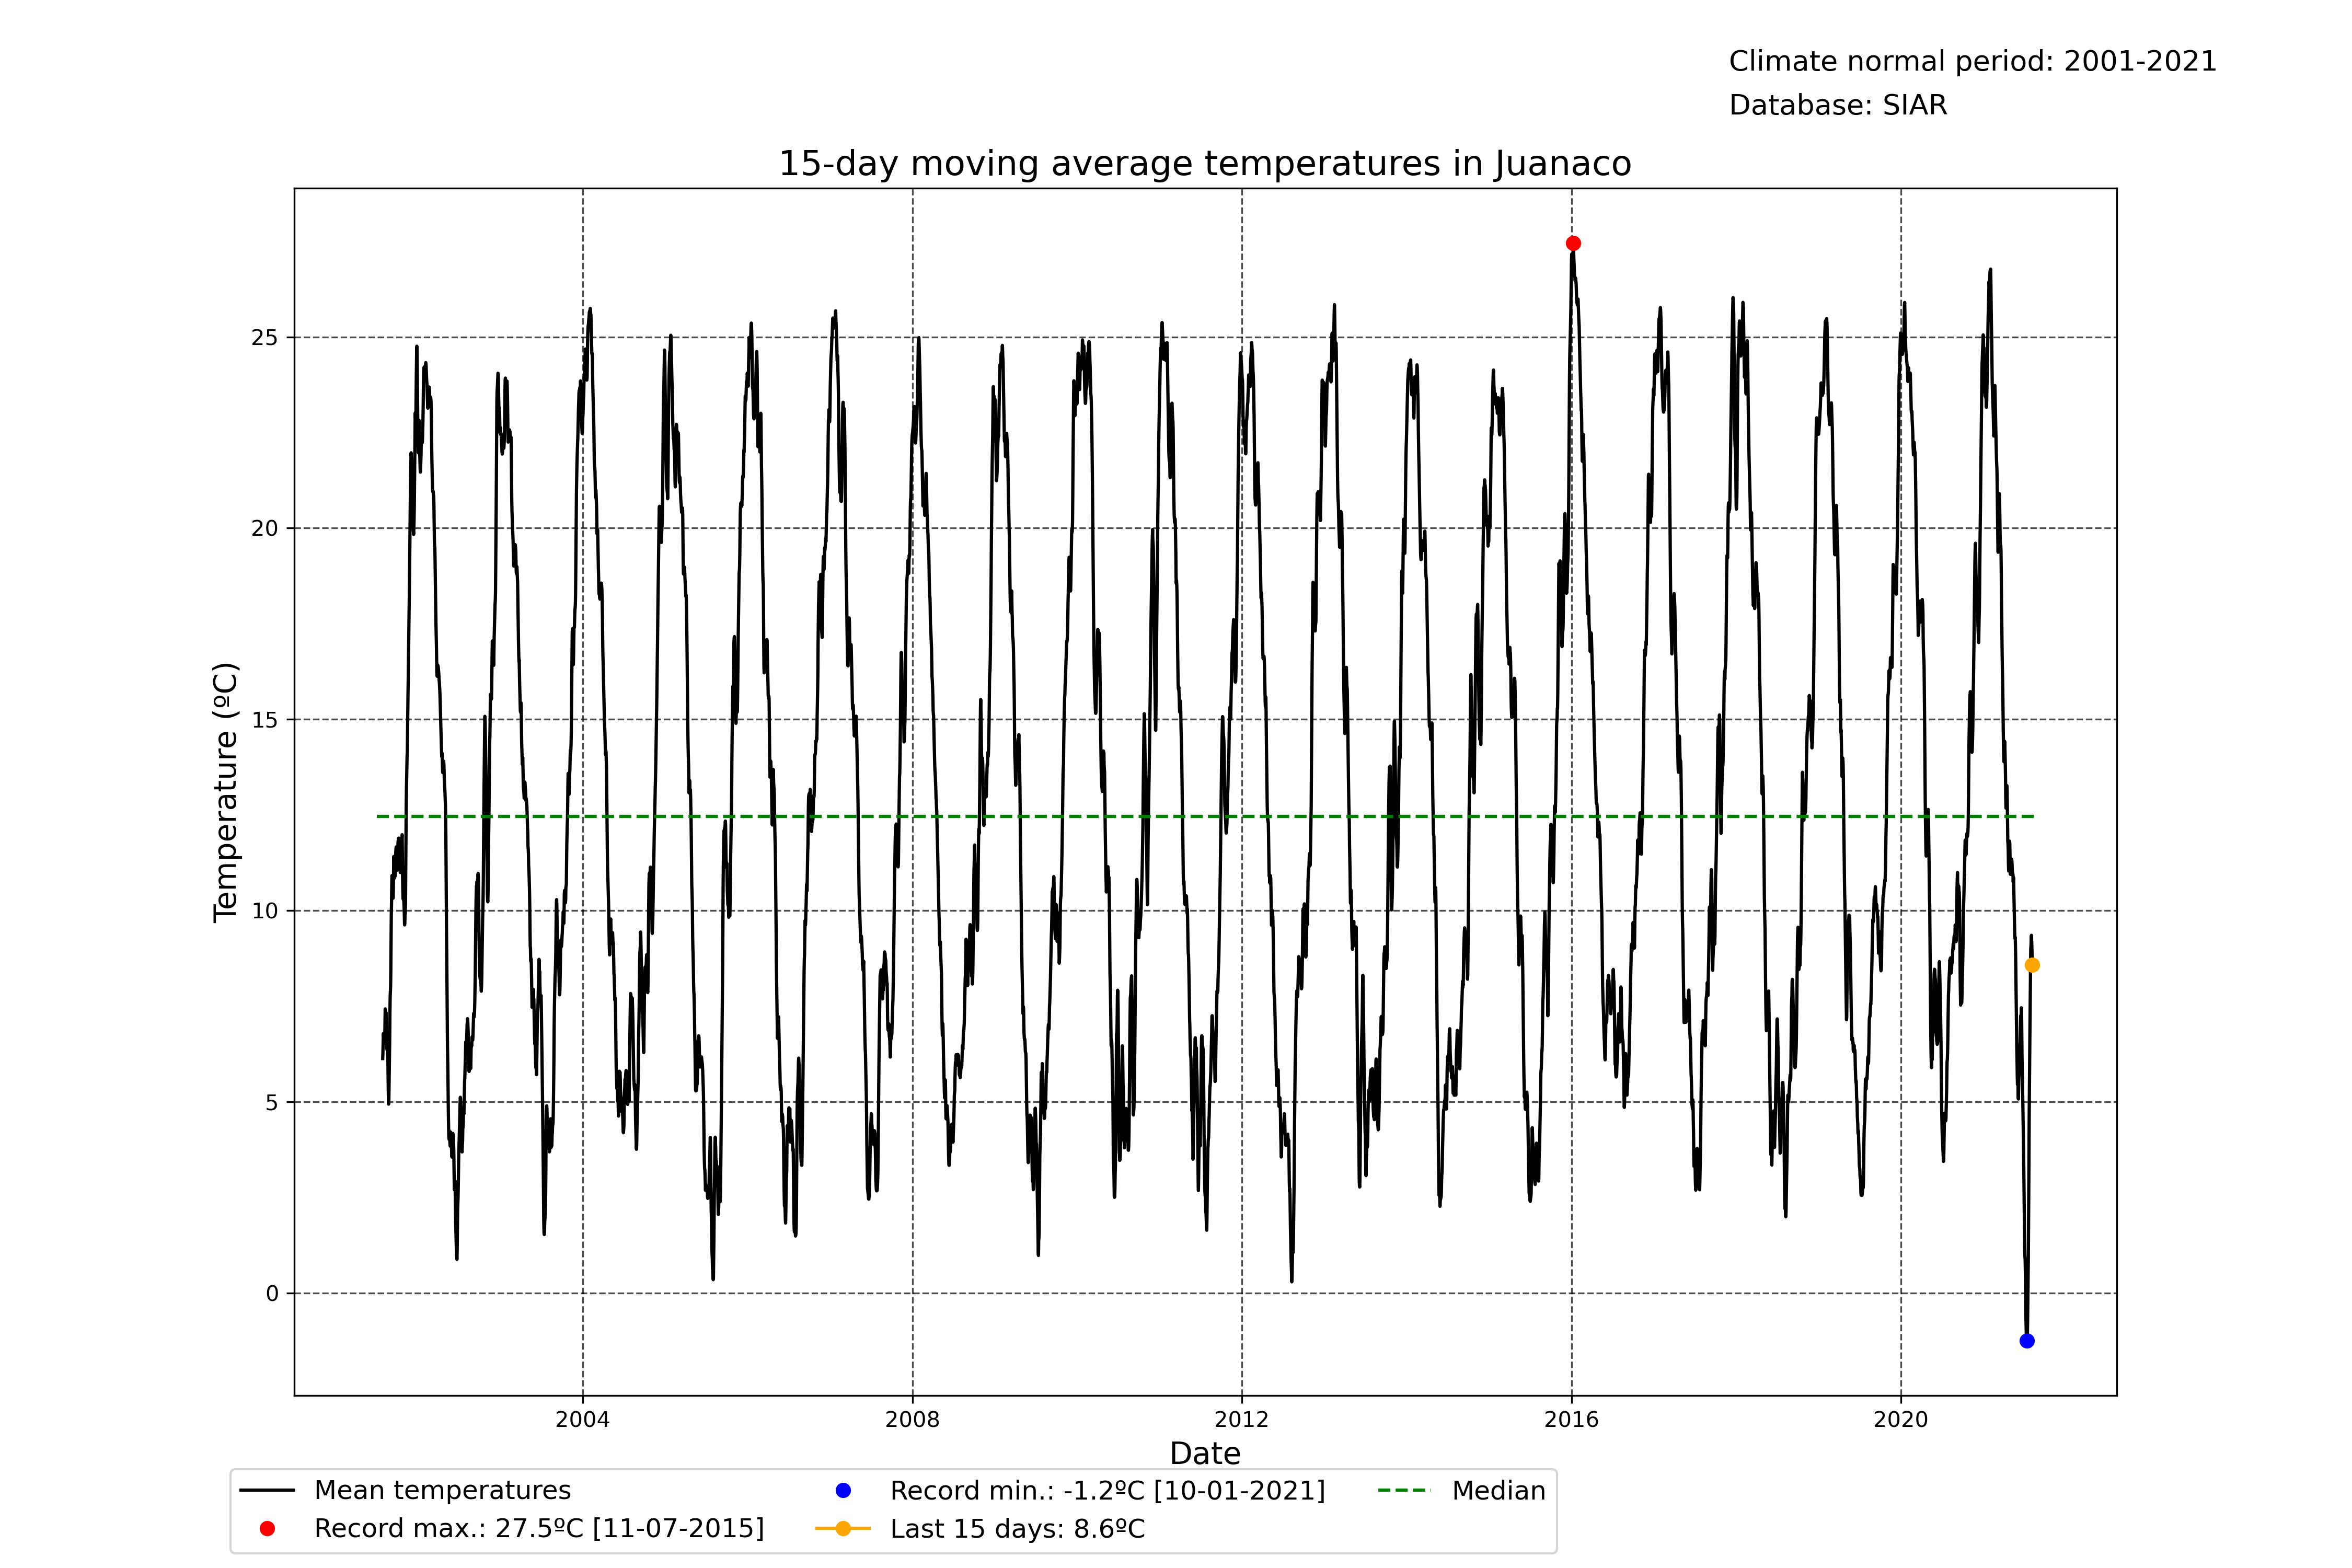 Climate normal period: 2001-2021
Database: SIAR
15-day moving average temperatures in Juanaco
Temperature (ºC)
25
20
15
10
5
0
2004
2008
2012
2016
2020
Date
Mean temperatures
Record max.: 27.5ºC [11-07-2015]
Record min.: -1.2ºC [10-01-2021]
Last 15 days: 8.6ºC
Median